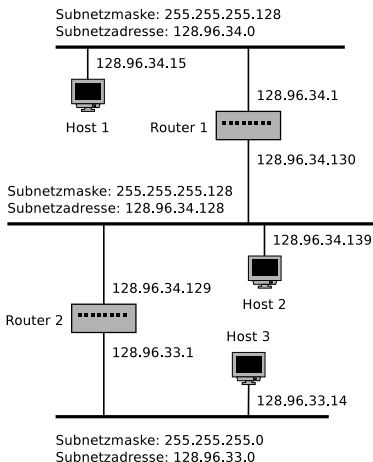 Subnetzmaske: 255.255.255.128
Subnetzadresse: 128.96.34.0
128.96.34.15
128.96.34.1
Host 1
Router 1
128.96.34.130
Subnetzmaske: 255.255.255.128
Subnetzadresse: 128.96.34.128
128.96.34.139
128.96.34.129
Host 2
Router 2
Host 3
128.96.33.1
128.96.33.14
Subnetzmaske: 255.255.255.0
Subnetzadresse: 128.96.33.0